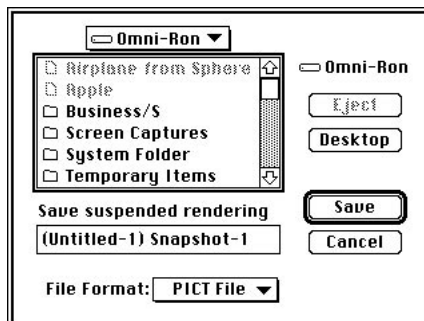 Omni-Ron
Airplane from Sphere
Apple
Business/S
Screen Captures
System Folder
Temporary Items
Omni-Ron
Eject
Desktop
Save suspended rendering
(Untitled-1) Snapshot-1
Save
Cancel
File Format: PICT File